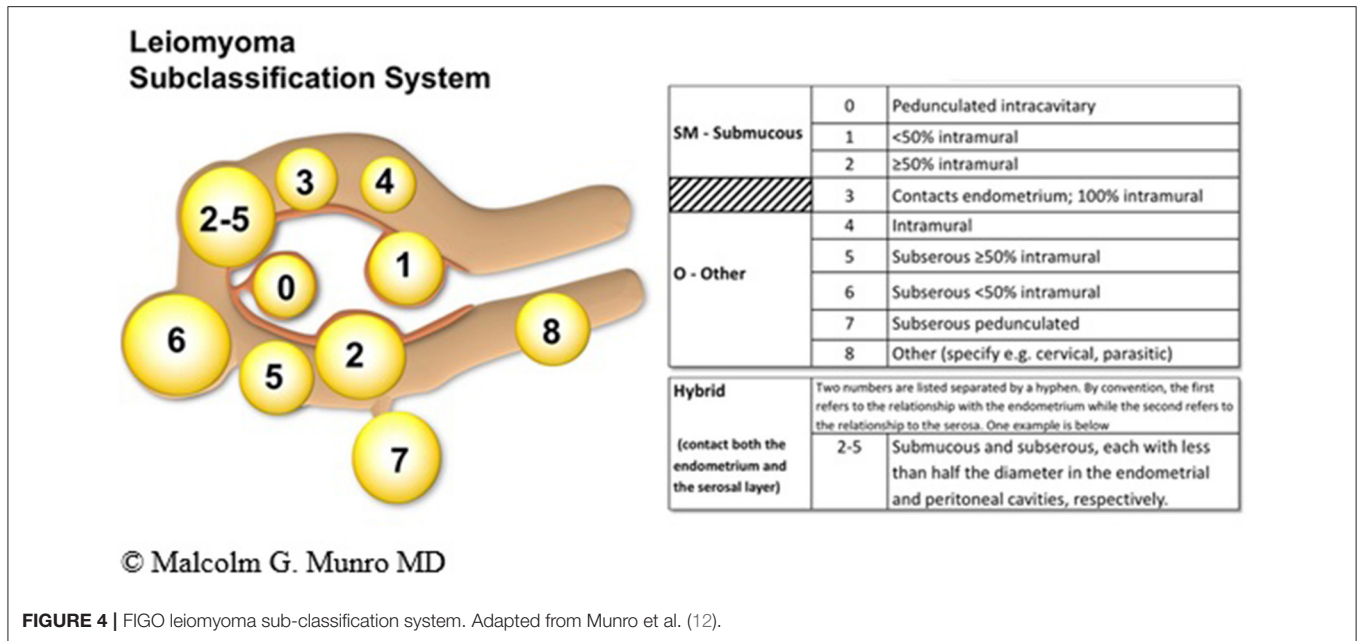 Leiomyoma
Subclassification System
3
4
2-5
1
0
6
2
8
5
7
SM - Submucous
0 Pedunculated intracavitary
1 <50% intramural
2 ≥50% intramural
3 Contacts endometrium; 100% intramural
O - Other
4 Intramural
5 Subserous ≥50% intramural
6 Subserous <50% intramural
7 Subserous pedunculated
8 Other (specify e.g. cervical, parasitic)
Hybrid
(contact both the
endometrium and
the serosal layer)
Two numbers are listed separated by a hyphen. By convention, the first
refers to the relationship with the endometrium while the second refers to
the relationship to the serosa. One example is below
2-5 Submucous and subserous, each with less
than half the diameter in the endometrial
and peritoneal cavities, respectively.
© Malcolm G. Munro MD
FIGURE 4 | FIGO leiomyoma sub-classification system. Adapted from Munro et al. (12).